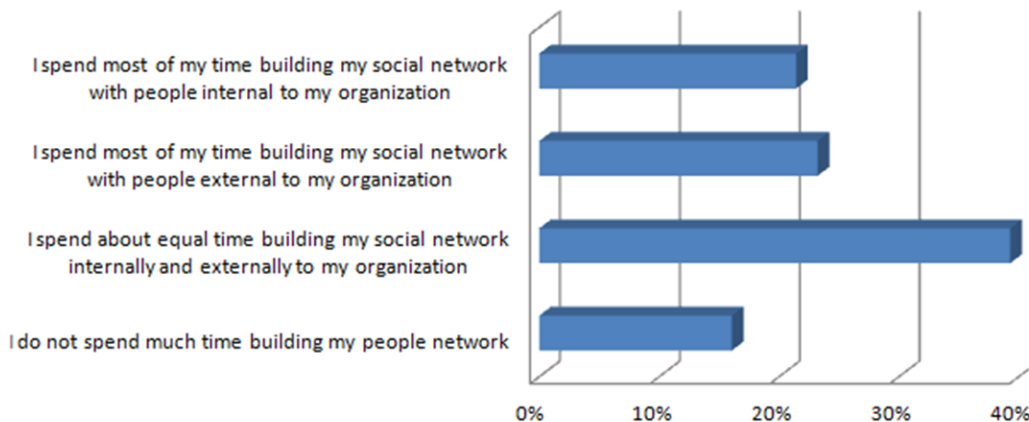 I spend most of my time building my social network
with people internal to my organization
I spend most of my time building my social network
with people external to my organization
I spend about equal time building my social network
internally and externally to my organization
I do not spend much time building my people network
0% 10% 20% 30% 40%